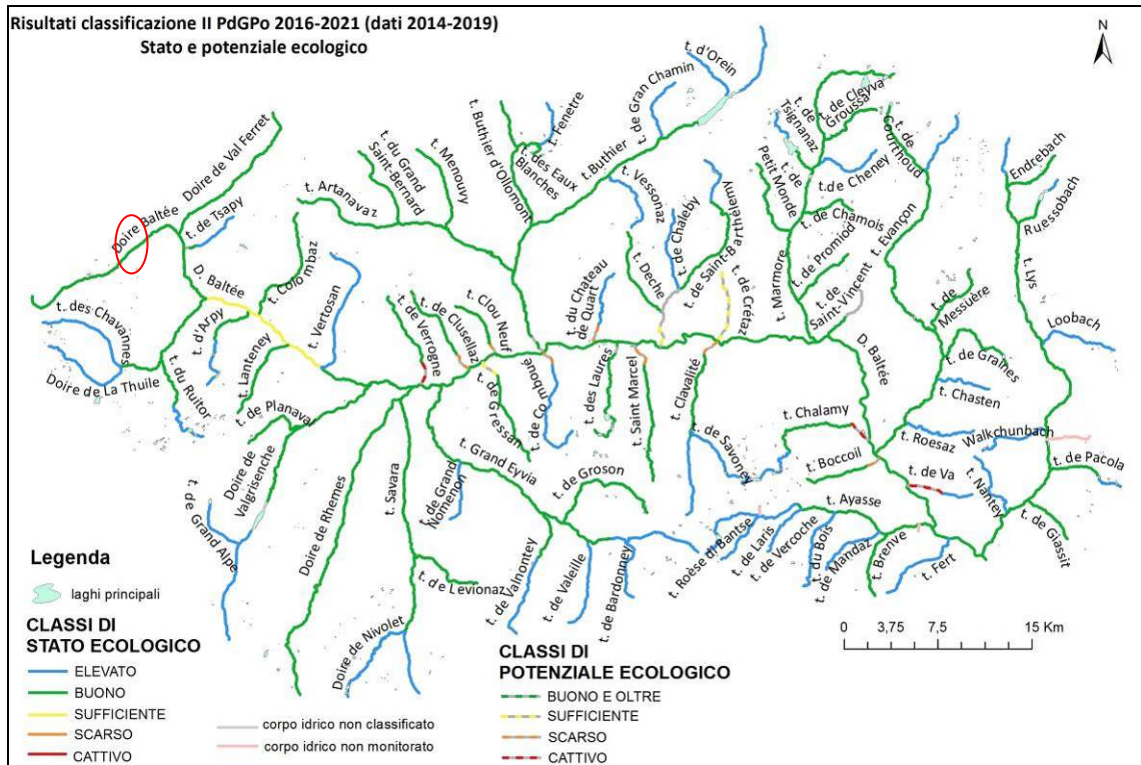 Risultati classificazione II PdGPo 2016-2021 (dati 2014-2019)
Stato e potenziale ecologico
N
t. d'Orein
t. de Gran Chamin
t. Fenetre
t. des Eaux
Blanches
t. Buthier
t. Buthier d'Ollomont
t. Menouvy
t. du Grand
Saint-Bernard
t. Artanavaz
Doire de Val Ferret
Doire Baltée
t. de Tsapy
D. Baltée
t. Colombaz
t. Vertosan
t. des Chavannes
Doire de La Thuile
t. d'Arpy
t. du Ruitor
t. Lanteney
t. de Planaval
Doire de
Valgrisenche
t. de Grand Alpe
Doire de Rhemes
t. Savara
t. de Verrogne
t. de Clusellaz
t. Clou Neuf
t. de Gressan
t. de Comboué
t. du Chateau
de Quart
t. des Laures
t. Saint Marcel
t. Vessonaz
t. Deche
t. de Chaleby
t. de Saint-Barthélemy
t. de Crétaz
t. Clavalité
t. de Savoney
t. Grand Eyvia
t. de Grand
Nomenon
t. de Groson
t. de Valnontey
t. de Valeille
t. de Bardonney
t. de Levionaz
Doire de Nivolet
t. de
Tsignanaz
t. de Cleyva
Groussa
t. de
t. de
Courthoud
Petit Monde
t. de
t.de Cheney
t. de Chamois
t. de Promiod
t. Marmore
t. de
Saint-Vincent
t. Evançon
t. de
Messuère
t. de Graines
t. Chasten
D. Baltée
t. Chalamy
t. Boccoil
t. Roesaz
Walkchunbach
t. de Va
t. Nantey
t. Ayasse
Roèse di Bantse
t. de Laris
t. de Vercoche
t. du Bois
t. de Mandaz
t. Brenve
t. Fert
t. de Giassit
t. de Pacola
Endrebach
Ruessobach
t. Lys
Loobach
Legenda
laghi principali
CLASSI DI
STATO ECOLOGICO
ELEVATO
BUONO
SUFFICIENTE
SCARSO
CATTIVO
corpo idrico non classificato
corpo idrico non monitorato
CLASSI DI
POTENZIALE ECOLOGICO
BUONO E OLTRE
SUFFICIENTE
SCARSO
CATTIVO
0 3,75 7,5 15 Km